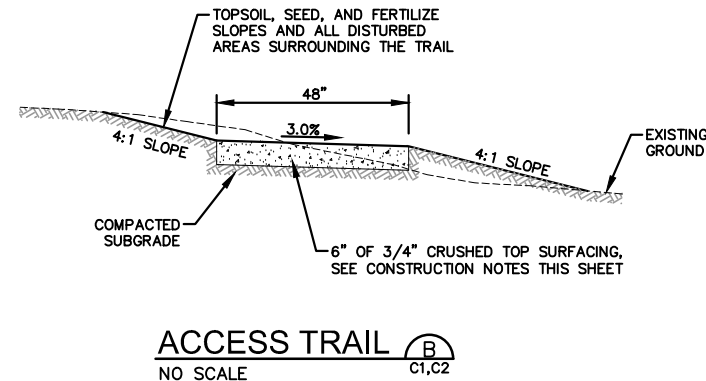 TOPSOIL, SEED, AND FERTILIZE
SLOPES AND ALL DISTURBED
AREAS SURROUNDING THE TRAIL
48"
3.0%
4:1 SLOPE
4:1 SLOPE
EXISTING
GROUND
COMPACTED
SUBGRADE
6" OF 3/4" CRUSHED TOP SURFACING,
SEE CONSTRUCTION NOTES THIS SHEET
ACCESS TRAIL
B
C1,C2
NO SCALE